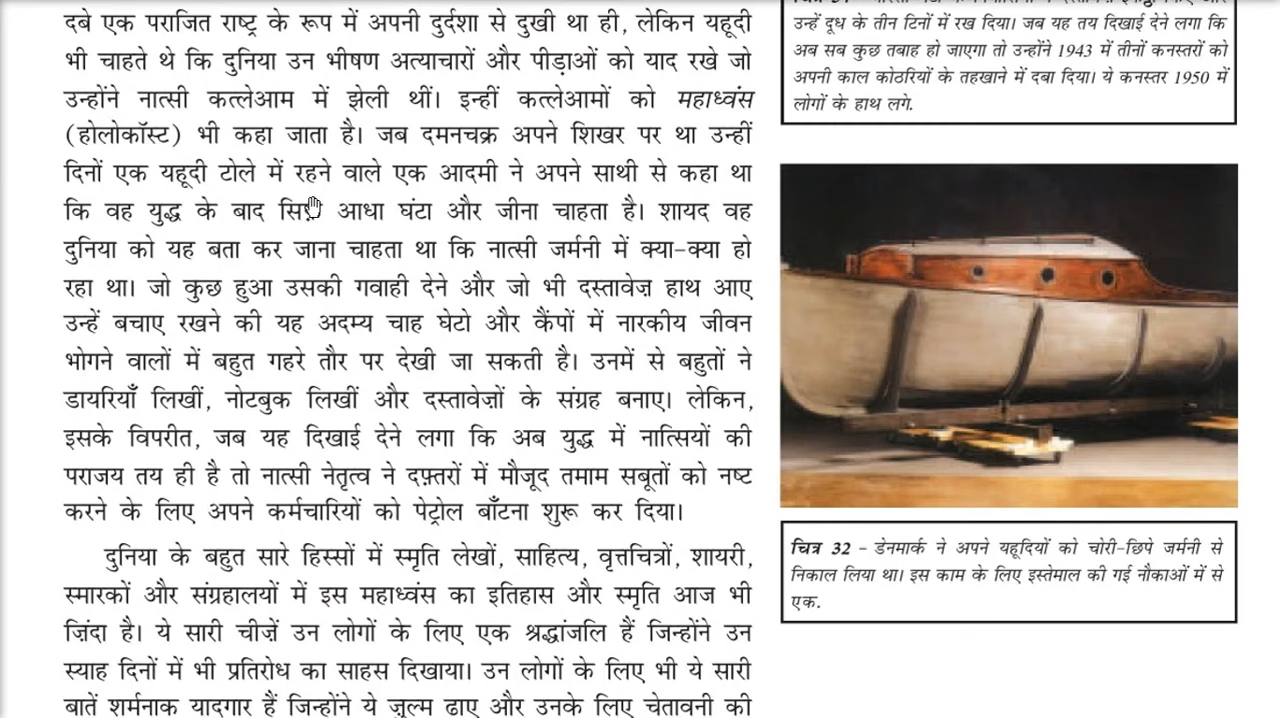 दबे एक पराजित राष्ट्र के रूप में अपनी दुर्दशा से दुखी था ही, लेकिन यहूदी
भी चाहते थे कि दुनिया उन भीषण अत्याचारों और पीड़ाओं को याद रखे जो
उन्होंने नात्सी कत्लेआम में झेली थीं। इन्हीं कत्लेआमों को महाध्वंस
(होलोकॉस्ट) भी कहा जाता है। जब दमनचक्र अपने शिखर पर था उन्हीं
दिनों एक यहूदी टोले में रहने वाले एक आदमी ने अपने साथी से कहा था
कि वह युद्ध के बाद आधा घंटा और जीना चाहता है। शायद वह
दुनिया को यह बता कर जाना चाहता था कि नात्सी जर्मनी में क्या-क्या हो
रहा था। जो कुछ हुआ उसकी गवाही देने और जो भी दस्तावेज़ हाथ आए
उन्हें बचाए रखने की यह अदम्य चाह घेटो और कैंपों में नारकीय जीवन
भोगने वालों में बहुत गहरे तौर पर देखी जा सकती है। उनमें से बहुतों ने
डायरियाँ लिखीं, नोटबुक लिखीं और दस्तावेज़ों के संग्रह बनाए। लेकिन,
इसके विपरीत, जब यह दिखाई देने लगा कि अब युद्ध में नात्सियों की
पराजय तय ही है तो नात्सी नेतृत्व ने दफ़्तरों में मौजूद तमाम सबूतों को नष्ट
करने के लिए अपने कर्मचारियों को पेट्रोल बाँटना शुरू कर दिया।
दुनिया के बहुत सारे हिस्सों में स्मृति लेखों, साहित्य, वृत्तचित्रों, शायरी,
स्मारकों और संग्रहालयों में इस महाध्वंस का इतिहास और स्मृति आज भी
ज़िंदा है। ये सारी चीज़ें उन लोगों के लिए एक श्रद्धांजलि हैं जिन्होंने उन
स्याह दिनों में भी प्रतिरोध का साहस दिखाया। उन लोगों के लिए भी ये सारी
बातें शर्मनाक यादगार हैं जिन्होंने ये ज़ुल्म ढाए और उनके लिए चेतावनी की
उन्हें दूध के तीन टिनों में रख दिया। जब यह तय दिखाई देने लगा कि
अब सब कुछ तबाह हो जाएगा तो उन्होंने 1943 में तीनों कनस्तरों को
अपनी काल कोठरियों के तहखाने में दबा दिया। ये कनस्तर 1950 में
लोगों के हाथ लगे.
चित्र 32 - डेनमार्क ने अपने यहूदियों को चोरी-छिपे जर्मनी से
निकाल लिया था। इस काम के लिए इस्तेमाल की गई नौकाओं में से
एक.